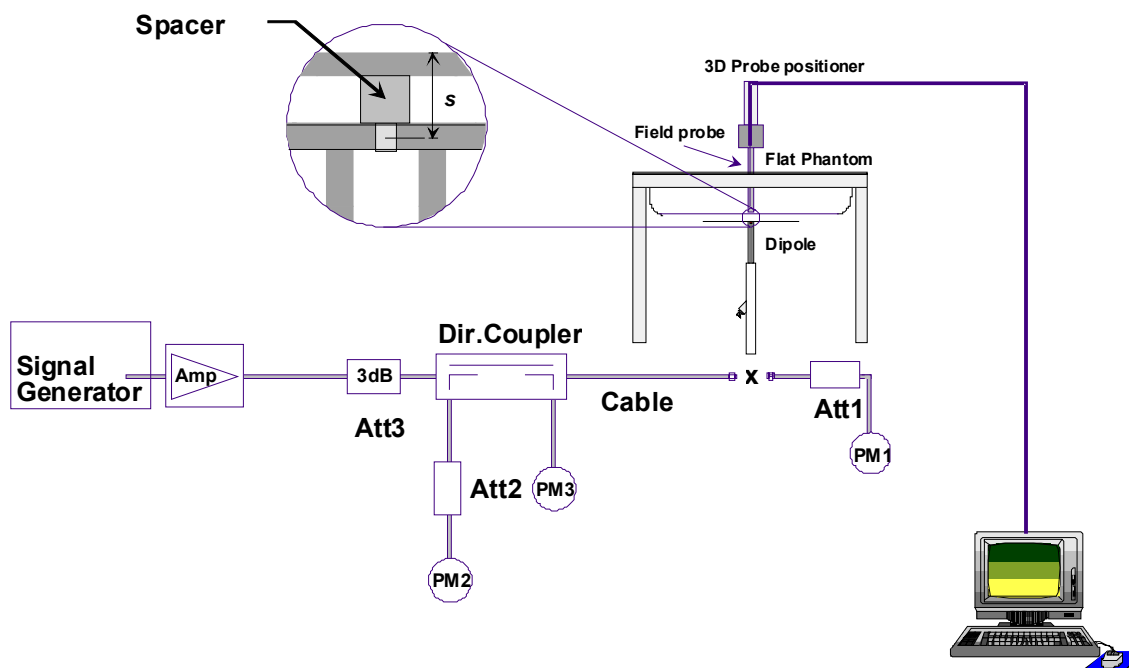 Spacer
s
3D Probe positioner
Field probe
Flat Phantom
Dipole
Dir.Coupler
Signal
Generator
Amp
3dB
Att3
Cable
x
Att1
PM1
Att2
PM3
PM2